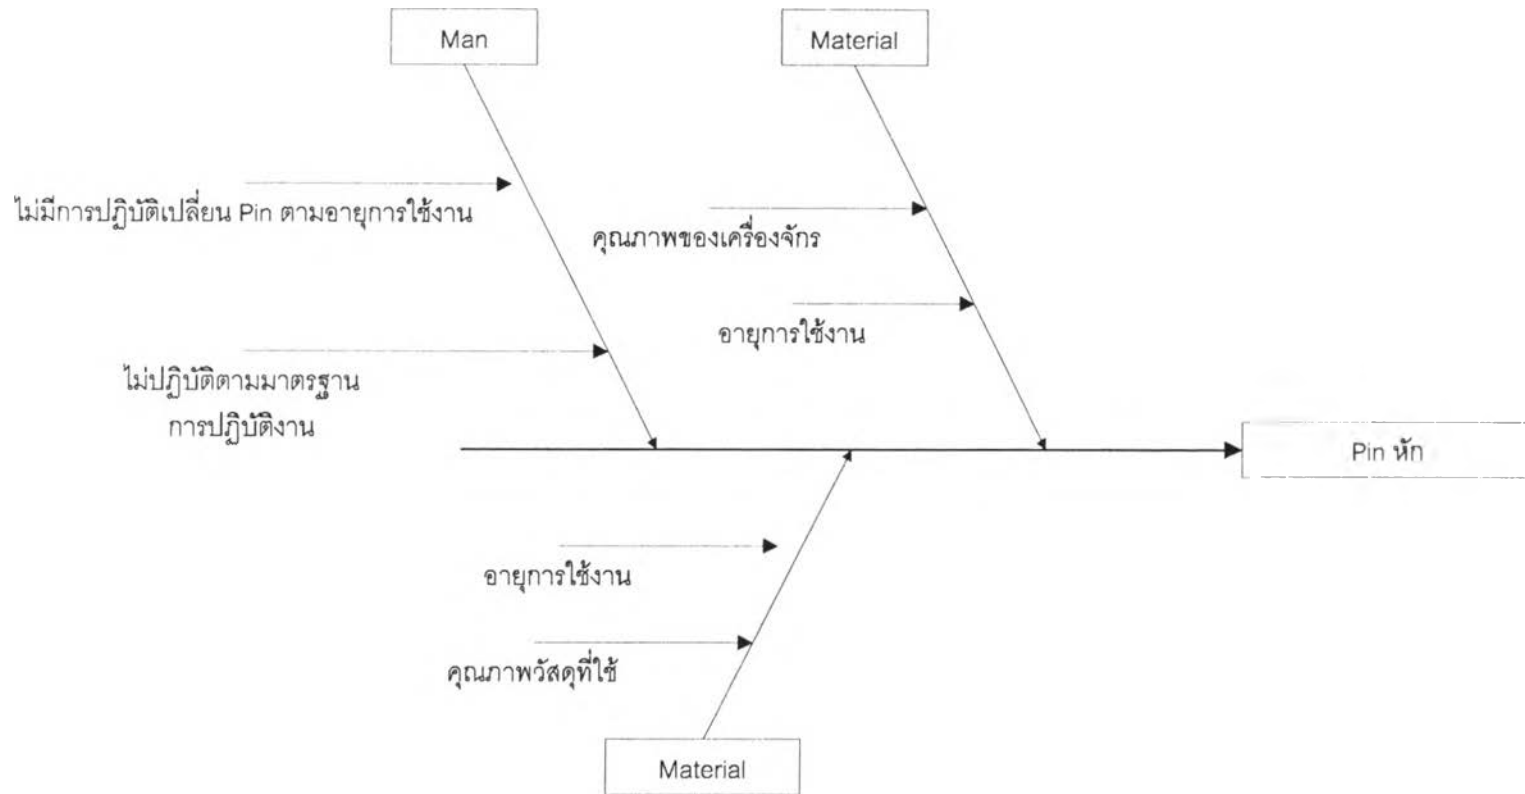 Man
Material
ไม่มีการปฏิบัติเปลี่ยน Pin ตามอายุการใช้งาน
คุณภาพของเครื่องจักร
อายุการใช้งาน
ไม่ปฏิบัติตามมาตรฐาน
การปฏิบัติงาน
Pin หัก
อายุการใช้งาน
คุณภาพวัสดุที่ใช้
Material